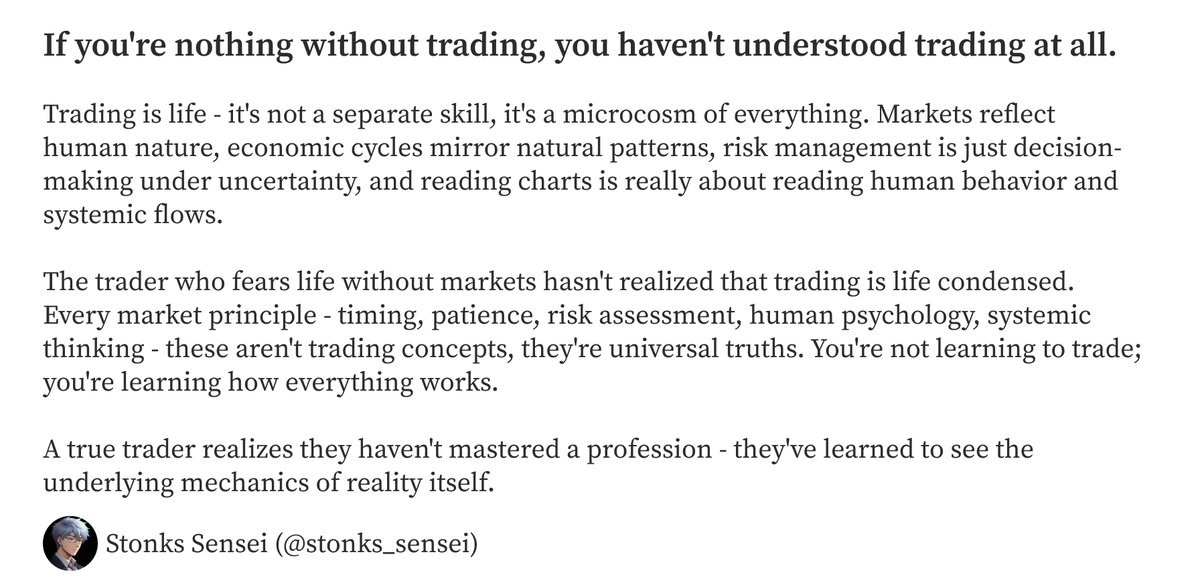 If you're nothing without trading, you haven't understood trading at all.
Trading is life - it's not a separate skill, it's a microcosm of everything. Markets reflect
human nature, economic cycles mirror natural patterns, risk management is just decision-
making under uncertainty, and reading charts is really about reading human behavior and
systemic flows.
The trader who fears life without markets hasn't realized that trading is life condensed.
Every market principle - timing, patience, risk assessment, human psychology, systemic
thinking - these aren't trading concepts, they're universal truths. You're not learning to trade;
you're learning how everything works.
A true trader realizes they haven't mastered a profession - they've learned to see the
underlying mechanics of reality itself.
Stonks Sensei (@stonks_sensei)